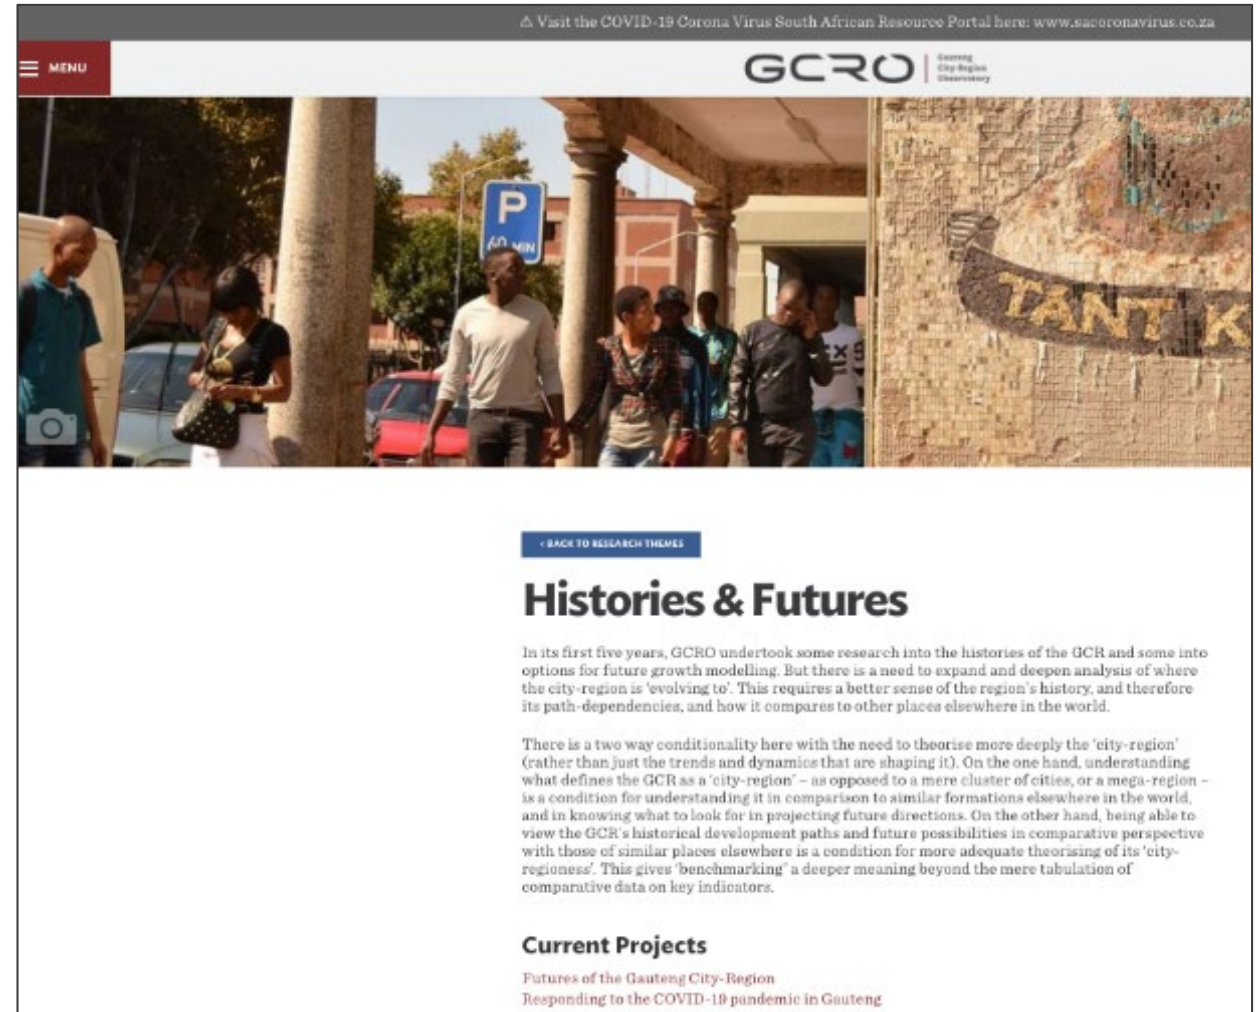 ⚠ Visit the COVID-19 Corona Virus South African Resource Portal here: www.sacoronavirus.co.za
MENU
GCRO
Gauteng
City-Region
Observatory
P
60 MIN
TANT K
< BACK TO RESEARCH THEMES
Histories & Futures
In its first five years, GCRO undertook some research into the histories of the GCR and some into
options for future growth modelling. But there is a need to expand and deepen analysis of where
the city-region is 'evolving to'. This requires a better sense of the region's history, and therefore
its path-dependencies, and how it compares to other places elsewhere in the world.
There is a two way conditionality here with the need to theorise more deeply the 'city-region'
(rather than just the trends and dynamics that are shaping it). On the one hand, understanding
what defines the GCR as a 'city-region' – as opposed to a mere cluster of cities, or a mega-region –
is a condition for understanding it in comparison to similar formations elsewhere in the world,
and in knowing what to look for in projecting future directions. On the other hand, being able to
view the GCR's historical development paths and future possibilities in comparative perspective
with those of similar places elsewhere is a condition for more adequate theorising of its 'city-
regioness'. This gives 'benchmarking' a deeper meaning beyond the mere tabulation of
comparative data on key indicators.
Current Projects
Futures of the Gauteng City-Region
Responding to the COVID-19 pandemic in Gauteng